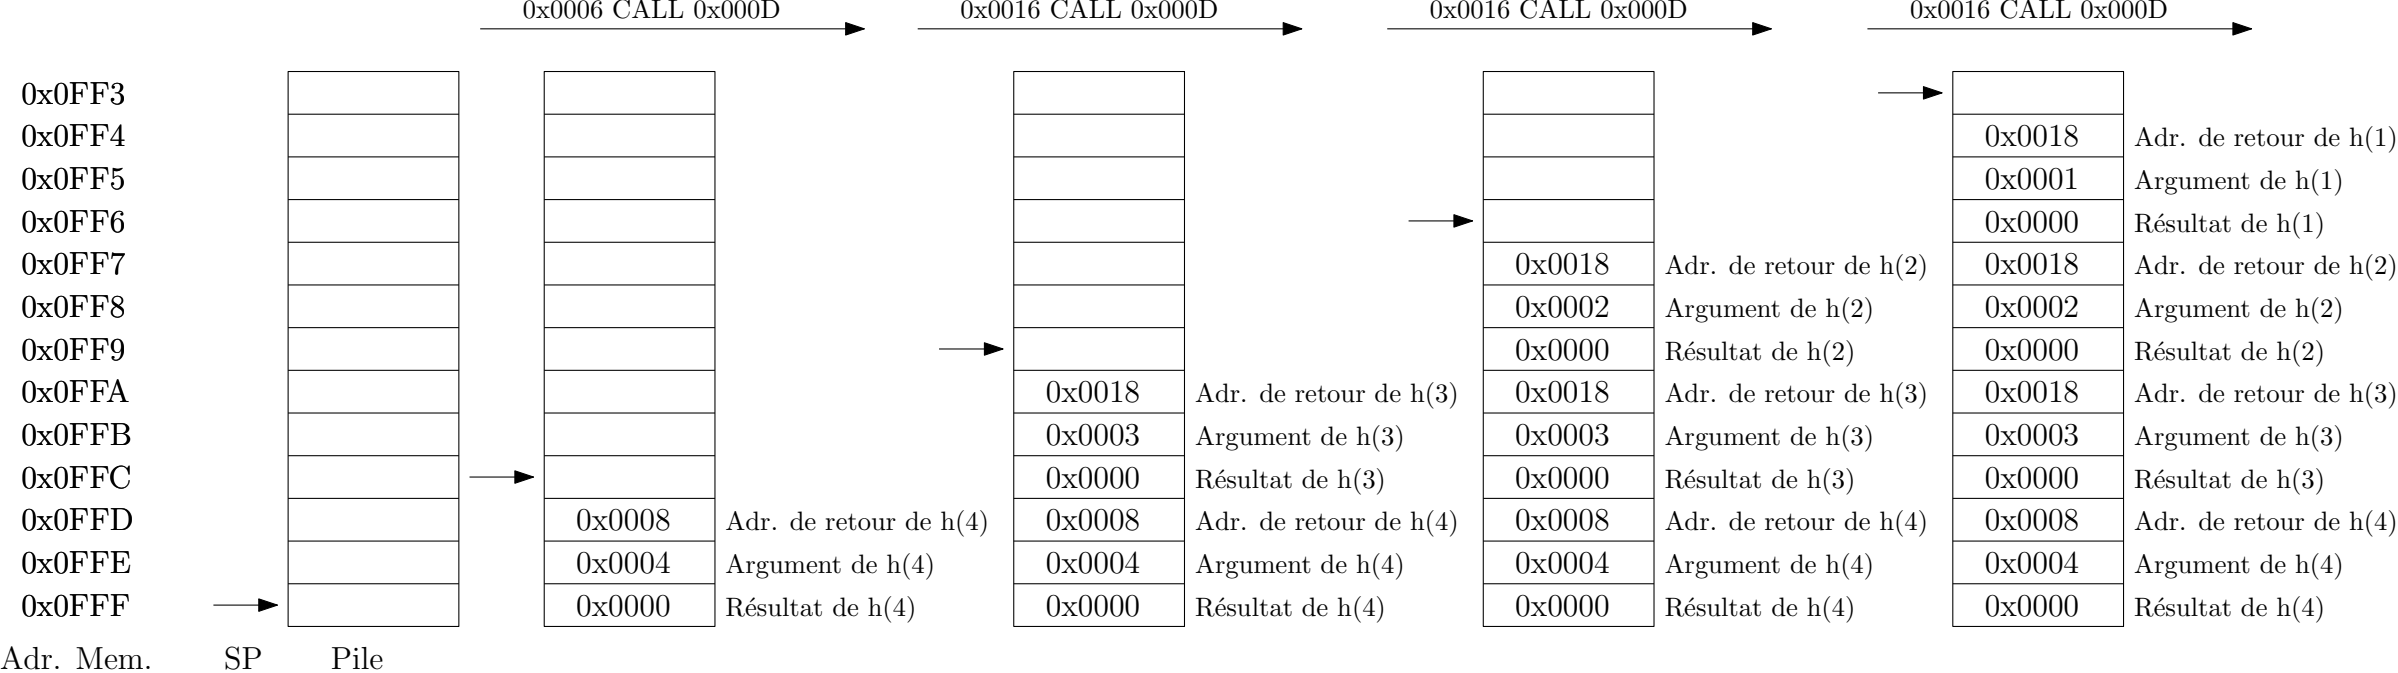 0x0006 CALL 0x000D 0x0016 CALL 0x000D 0x0016 CALL 0x000D 0x0016 CALL 0x000D
0x0FF3
0x0FF4 0x0018 Adr. de retour de h(1)
0x0FF5 0x0001 Argument de h(1)
0x0FF6 0x0000 Résultat de h(1)
0x0FF7 0x0018 Adr. de retour de h(2) 0x0018 Adr. de retour de h(2)
0x0FF8 0x0002 Argument de h(2) 0x0002 Argument de h(2)
0x0FF9 0x0000 Résultat de h(2) 0x0000 Résultat de h(2)
0x0FFA 0x0018 Adr. de retour de h(3) 0x0018 Adr. de retour de h(3) 0x0018 Adr. de retour de h(3)
0x0FFB 0x0003 Argument de h(3) 0x0003 Argument de h(3) 0x0003 Argument de h(3)
0x0FFC 0x0000 Résultat de h(3) 0x0000 Résultat de h(3) 0x0000 Résultat de h(3)
0x0FFD 0x0008 Adr. de retour de h(4) 0x0008 Adr. de retour de h(4) 0x0008 Adr. de retour de h(4) 0x0008 Adr. de retour de h(4)
0x0FFE 0x0004 Argument de h(4) 0x0004 Argument de h(4) 0x0004 Argument de h(4) 0x0004 Argument de h(4)
0x0FFF 0x0000 Résultat de h(4) 0x0000 Résultat de h(4) 0x0000 Résultat de h(4) 0x0000 Résultat de h(4)
Adr. Mem. SP Pile